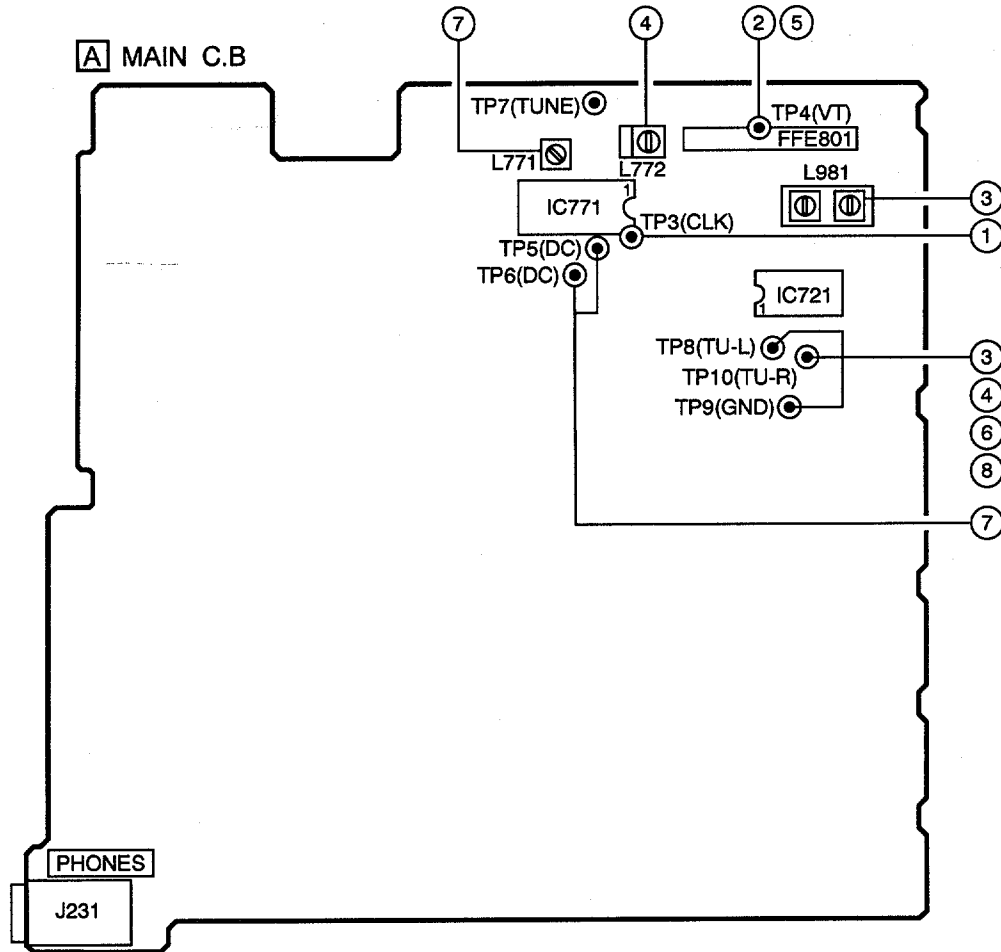 7
4
2 5
A MAIN C.B
TP7(TUNE)
TP4(VT)
FFE801
L771
L772
L981
1
IC771
3
TP3(CLK)
1
TP5(DC)
TP6(DC)
IC721
1
TP8(TU-L)
3
TP10(TU-R)
4
TP9(GND)
6
8
7
PHONES
J231